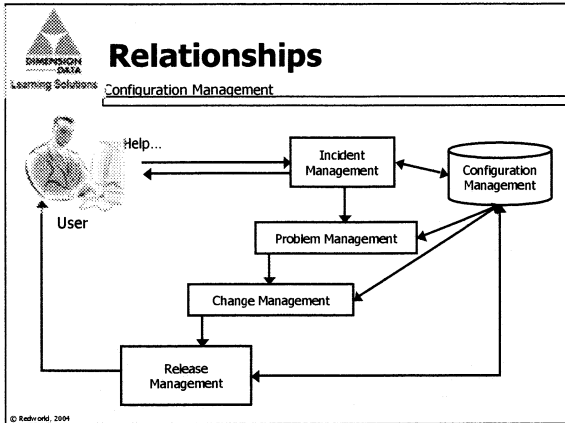 DIMENSION
DATA
Learning Solutions
Relationships
Configuration Management
Help...
User
Incident
Management
Configuration
Management
Problem Management
Change Management
Release
Management
© Redworld, 2004